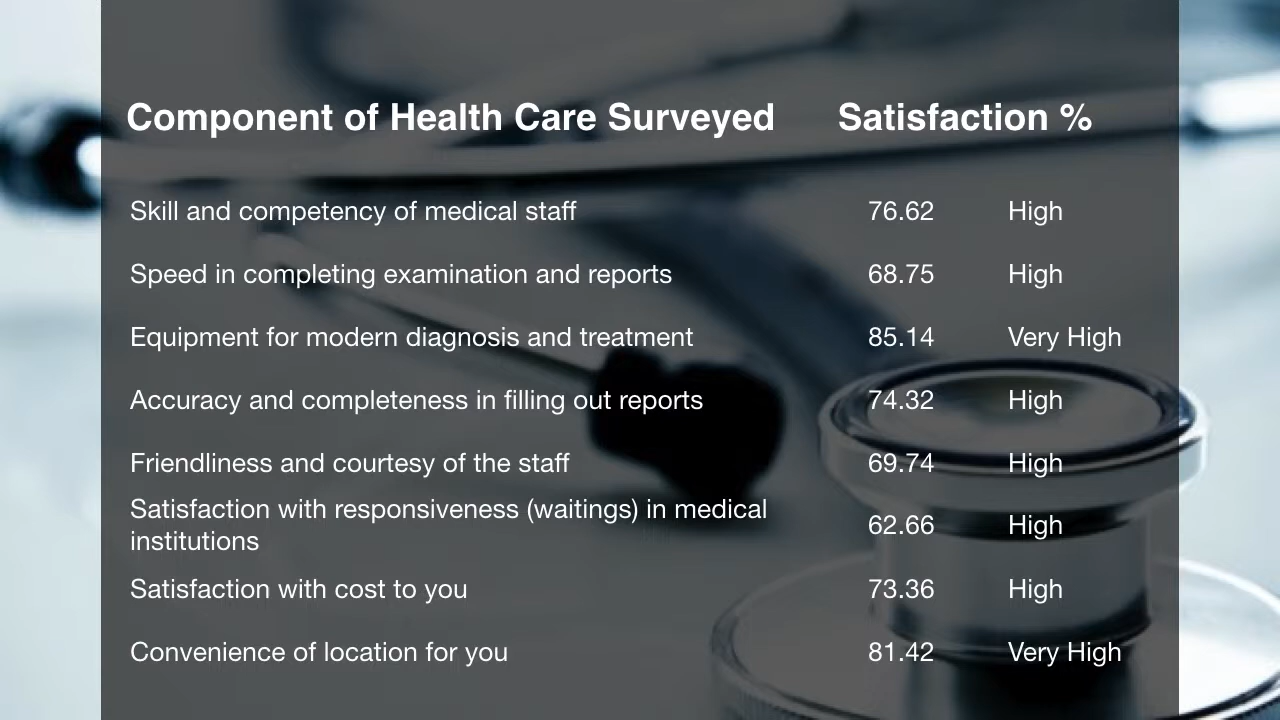 Component of Health Care Surveyed Satisfaction %
Skill and competency of medical staff 76.62 High
Speed in completing examination and reports 68.75 High
Equipment for modern diagnosis and treatment 85.14 Very High
Accuracy and completeness in filling out reports 74.32 High
Friendliness and courtesy of the staff 69.74 High
Satisfaction with responsiveness (waitings) in medical
institutions 62.66 High
Satisfaction with cost to you 73.36 High
Convenience of location for you 81.42 Very High